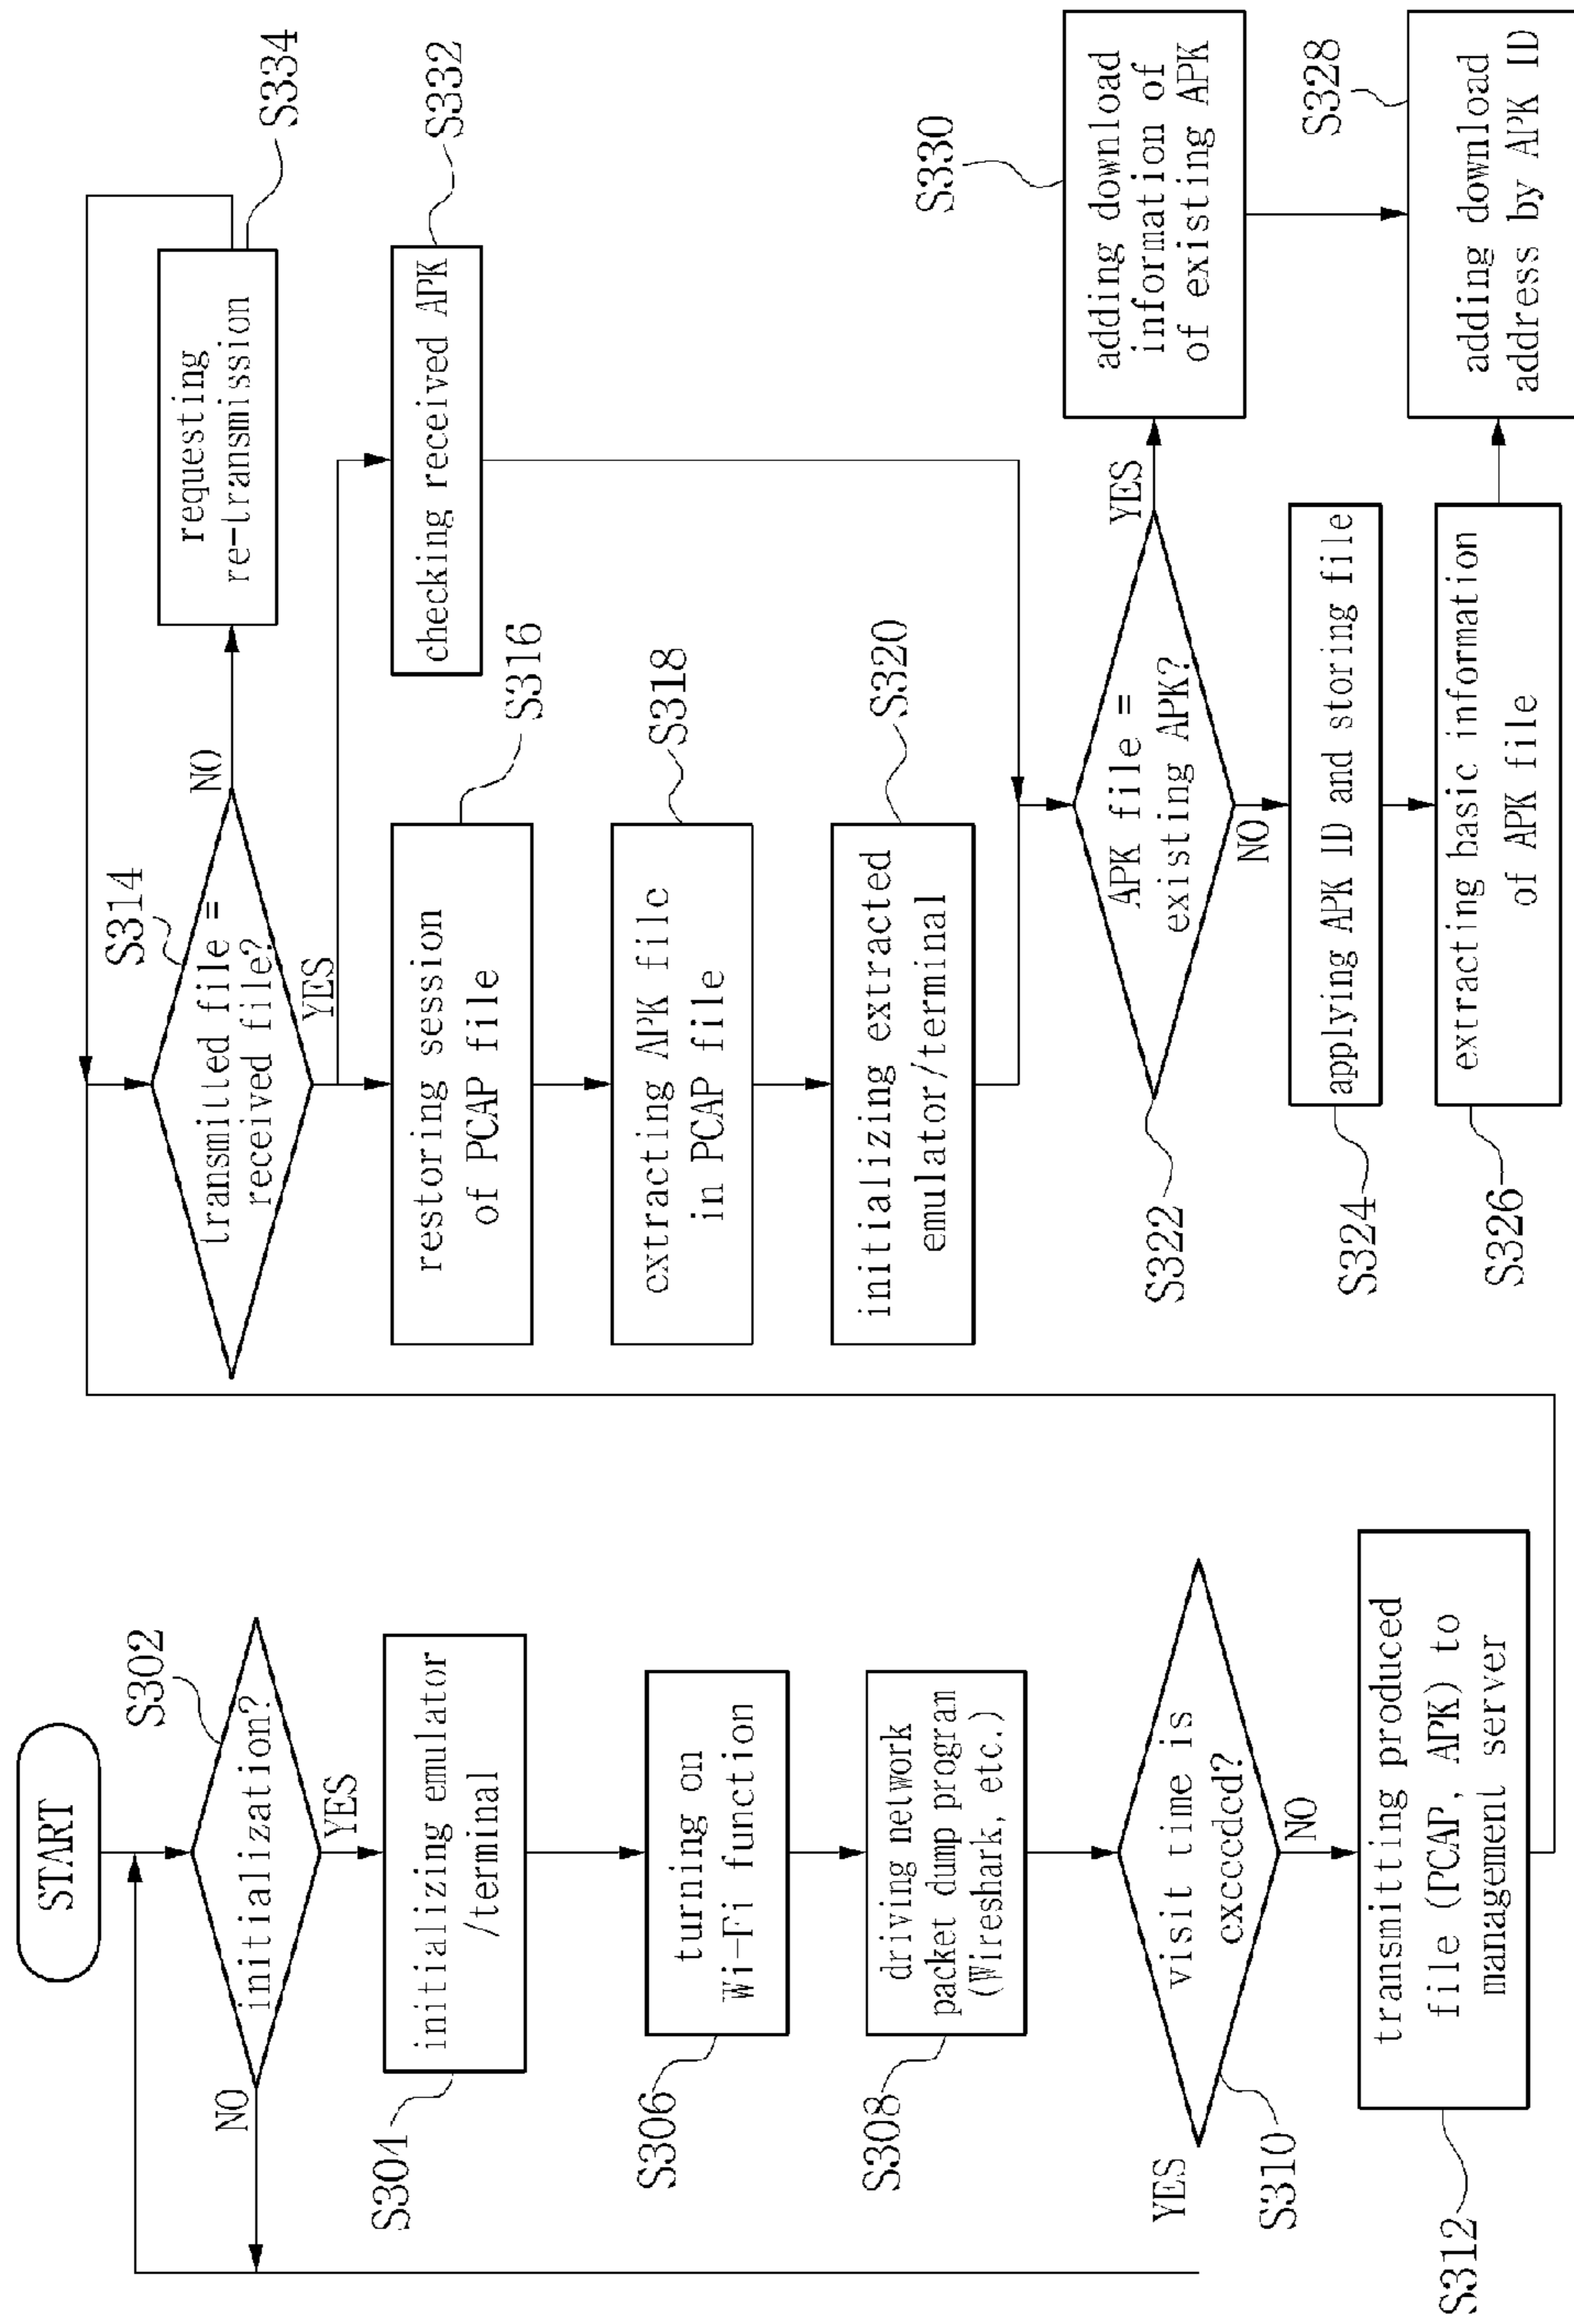 START
S302
initialization?
NO
YES
S304
initializing emulator
/terminal
S306
turning on
Wi-Fi function
S308
driving network
packet dump program
(Wireshark, etc.)
visit time is
exceeded?
YES
S310
NO
S312
transmitting produced
file (PCAP, APK) to
management server
S314
transmitted file =
received file?
NO
YES
requesting
re-transmission
S334
checking received APK
S332
restoring session
of PCAP file
S316
extracting APK file
in PCAP file
S318
initializing extracted
emulator/terminal
S320
APK file =
existing APK?
S322
YES
NO
adding download
information of
of existing APK
S330
applying APK ID and storing file
S324
extracting basic information
of APK file
S326
adding download
address by APK ID
S328